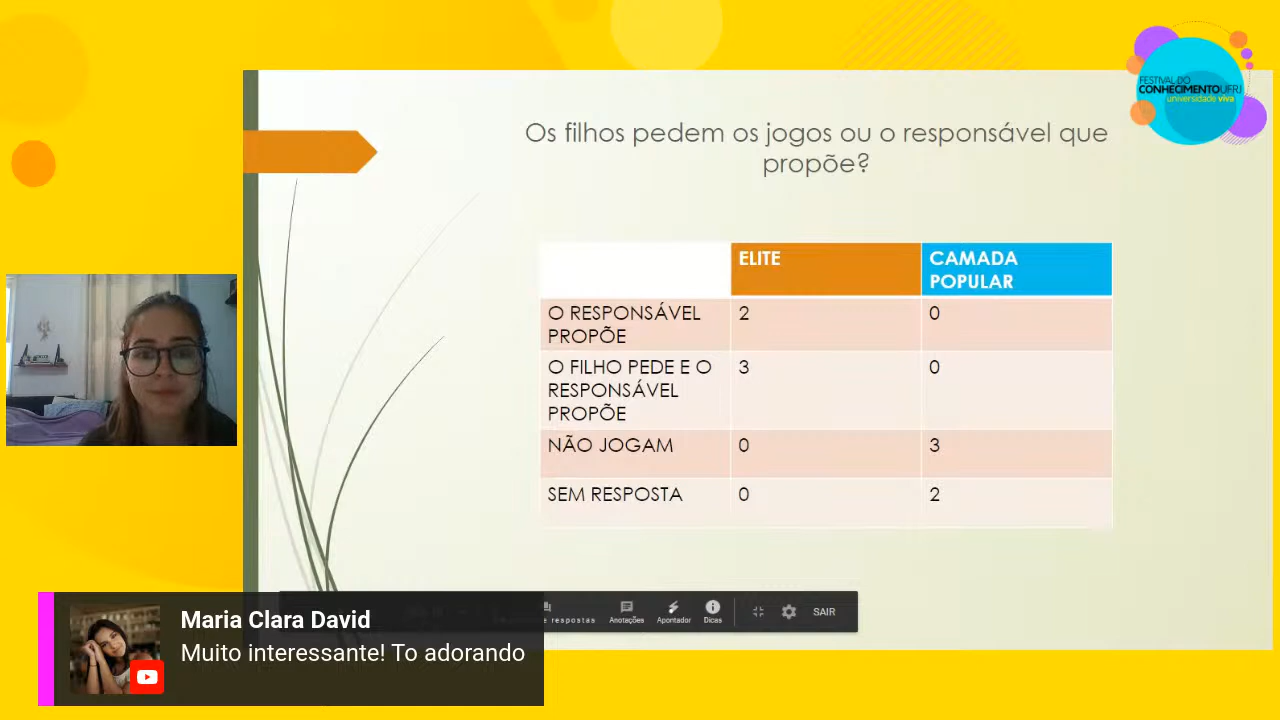 FESTIVAL DO
CONHECIMENTOUFRJ
universidade viva
Os filhos pedem os jogos ou o responsável que
propõe?
ELITE
CAMADA
POPULAR
O RESPONSÁVEL
PROPÕE
2
0
O FILHO PEDE E O
RESPONSÁVEL
PROPÕE
3
0
NÃO JOGAM
0
3
SEM RESPOSTA
0
2
e respostas
Anotações
Apontador
Dicas
SAIR
Maria Clara David
Muito interessante! To adorando